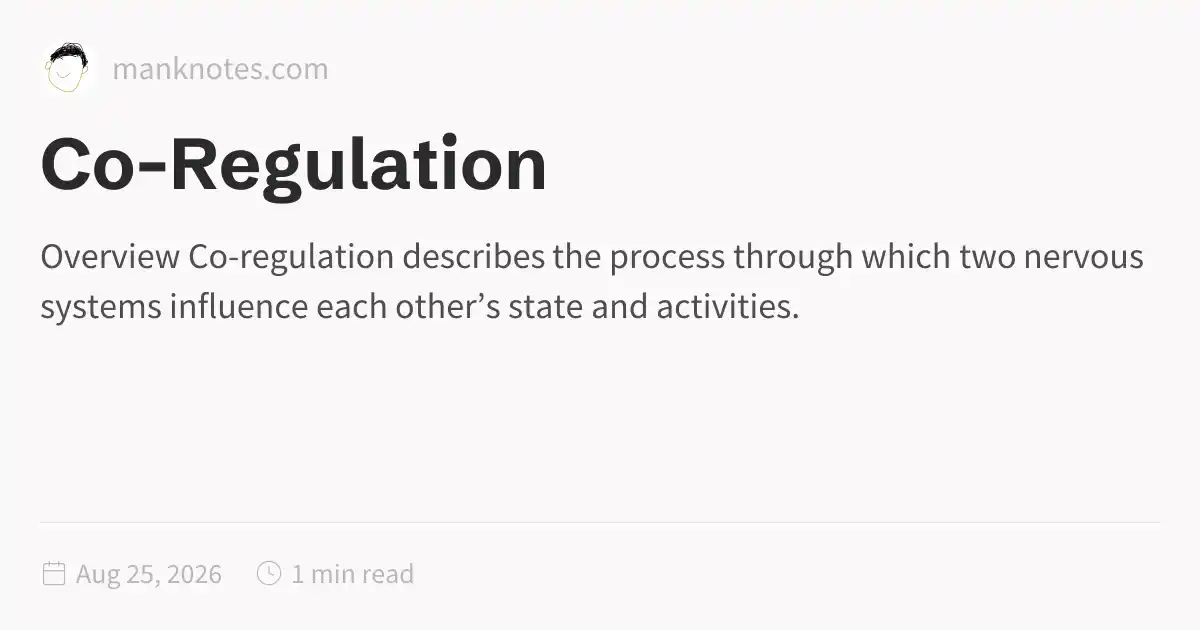 manknotes.com
Co-Regulation
Overview Co-regulation describes the process through which two nervous
systems influence each other’s state and activities.
Aug 25, 2026 1 min read